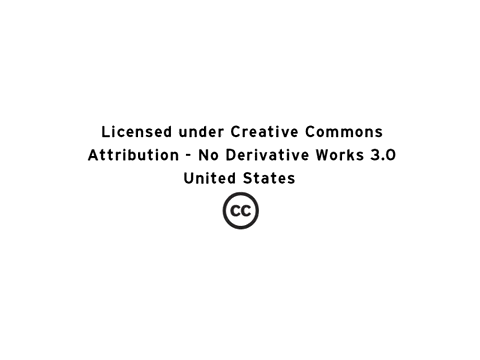 Licensed under Creative Commons
Attribution - No Derivative Works 3.0
United States
cc